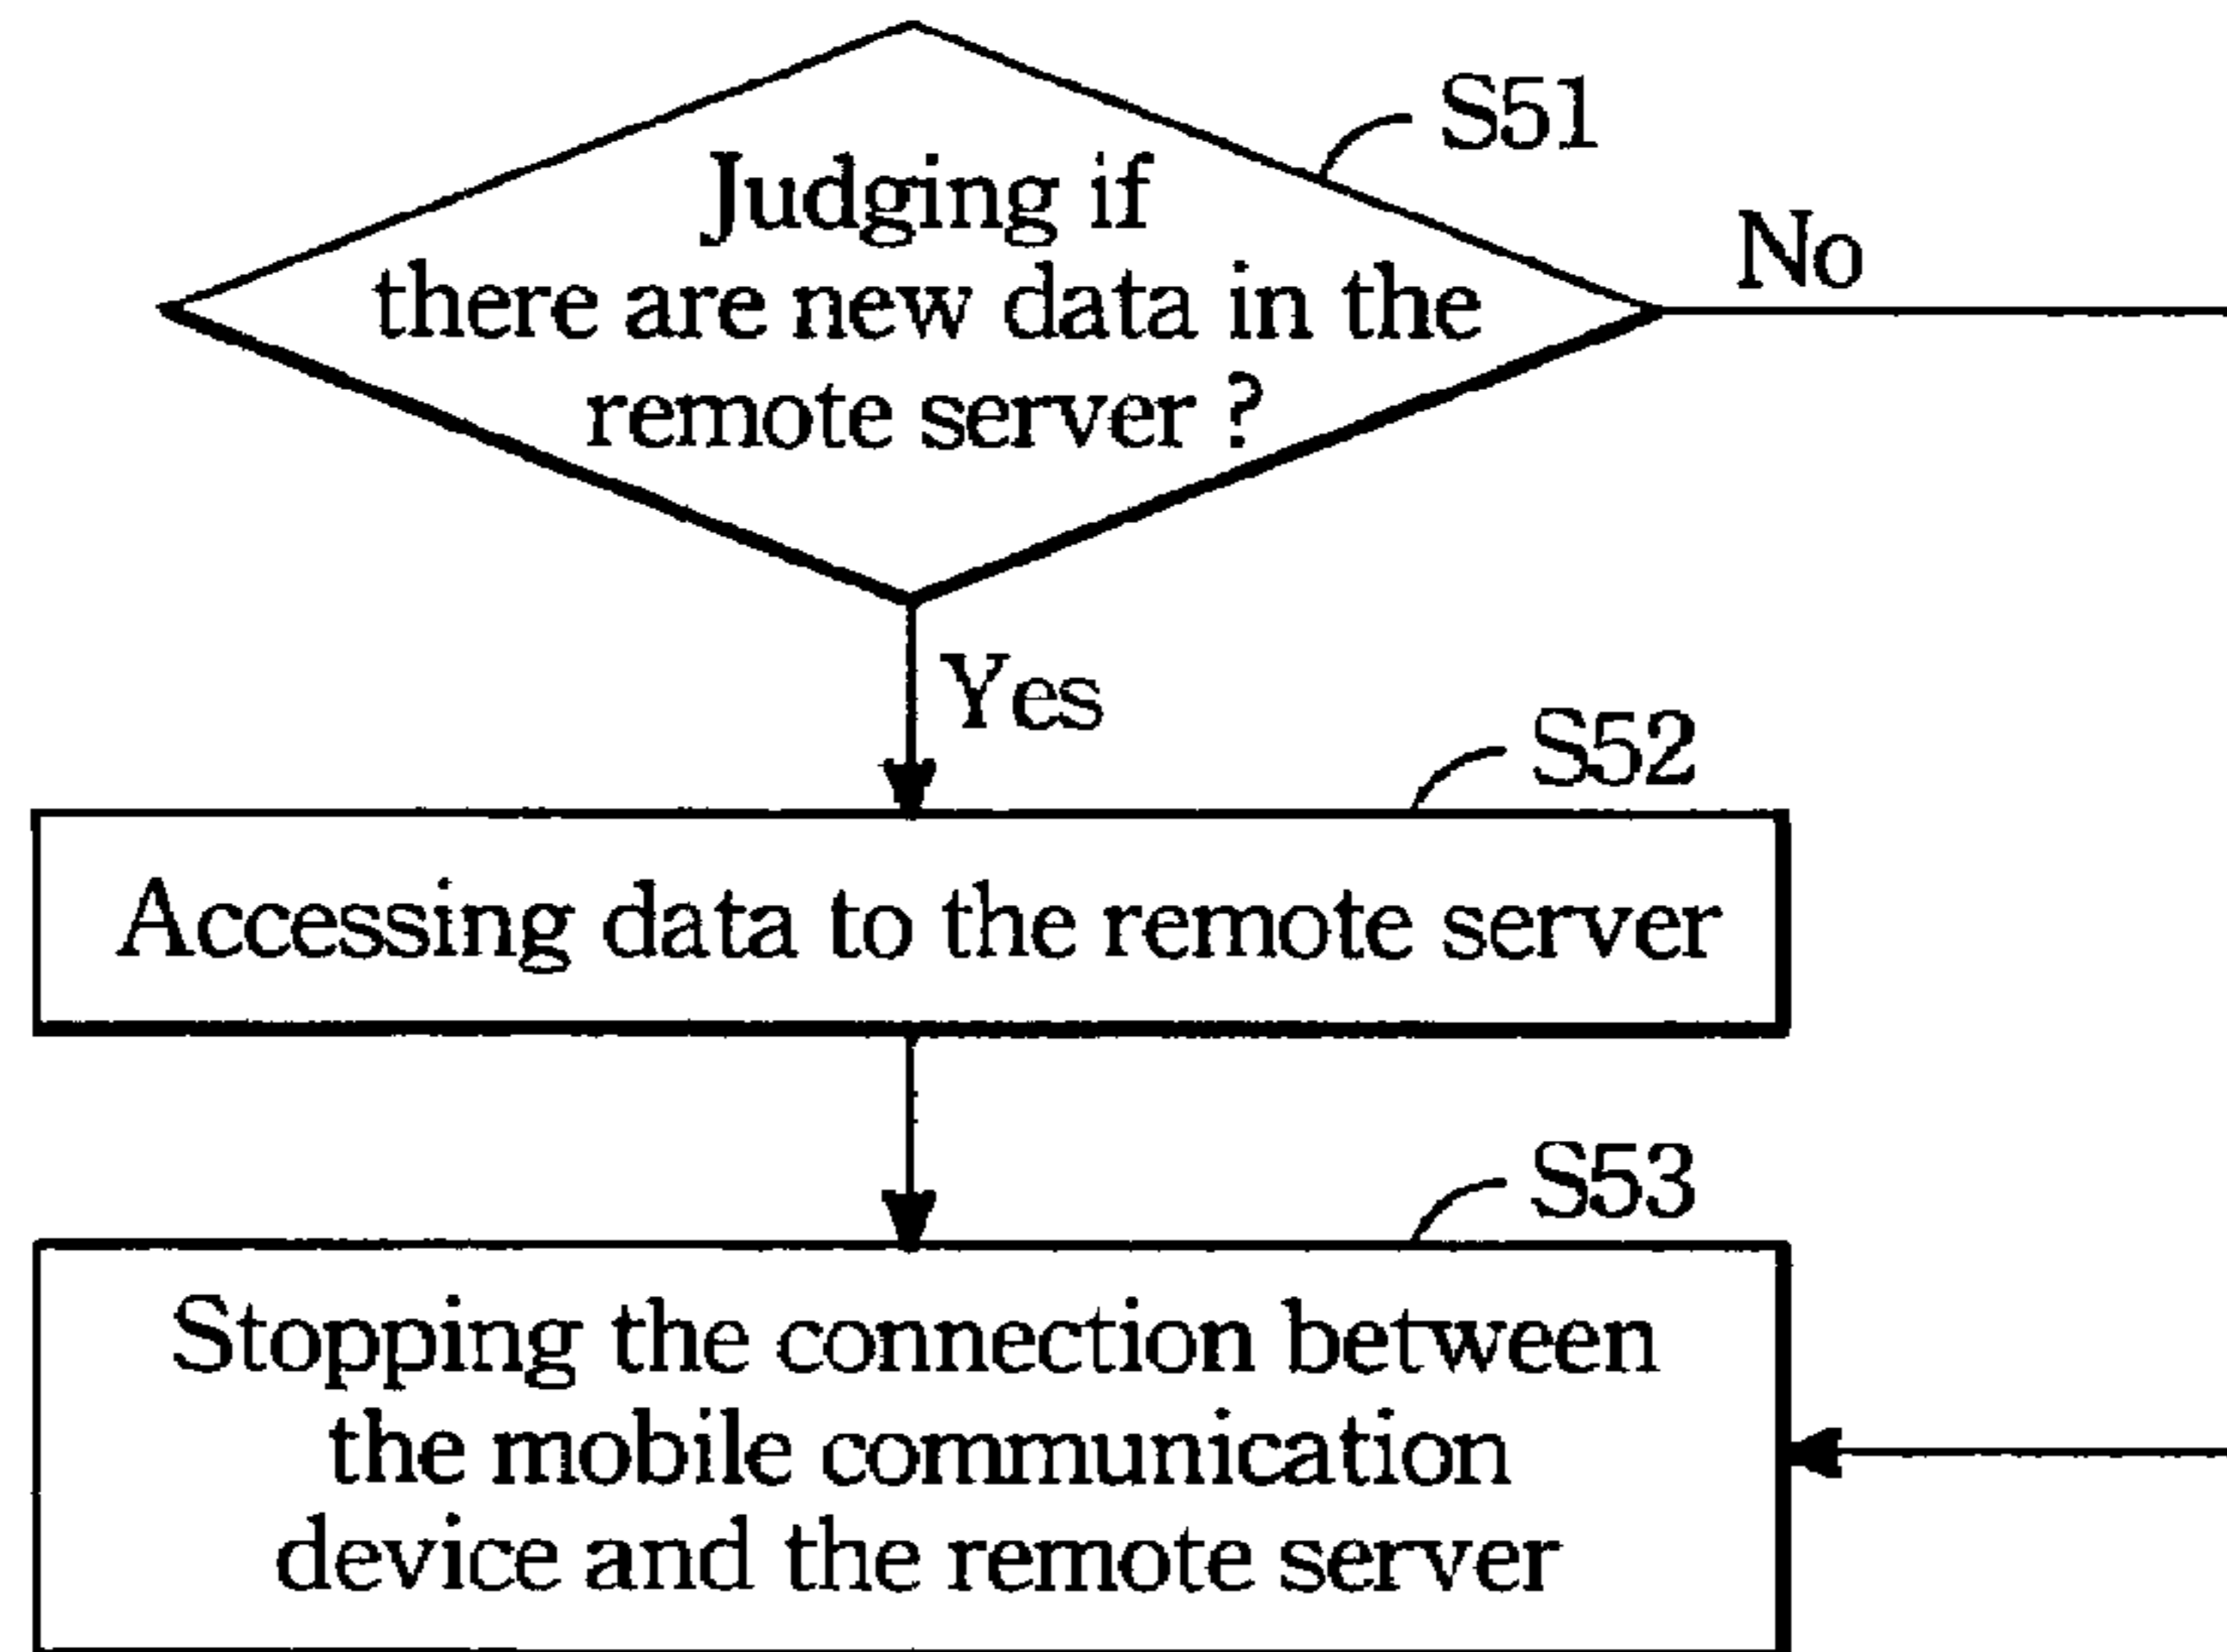 S51
Judging if
there are new data in the
remote server ?
No
Yes
S52
Accessing data to the remote server
S53
Stopping the connection between
the mobile communication
device and the remote server